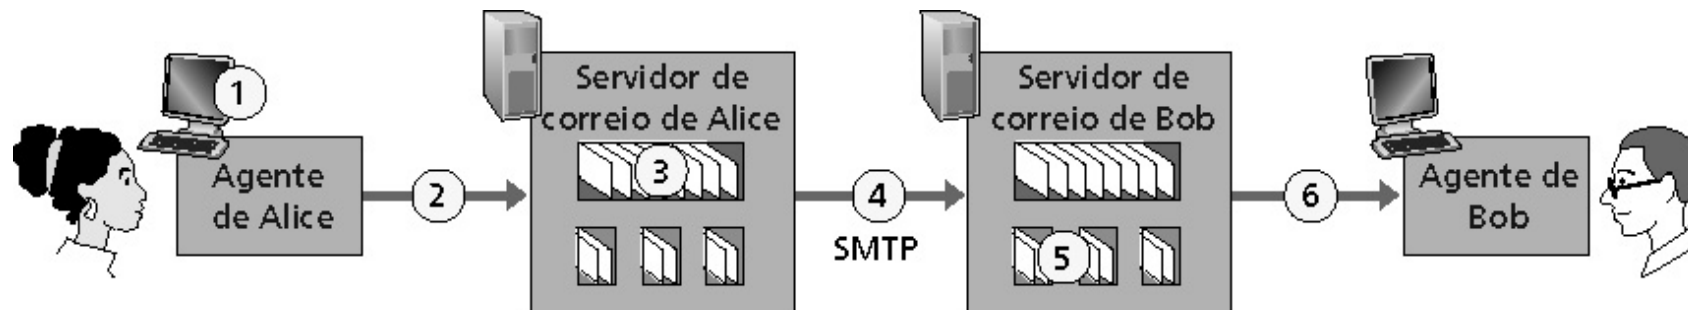 1
Agente
de Alice
2
Servidor de
correio de Alice
3
4
SMTP
Servidor de
correio de Bob
5
6
Agente de
Bob